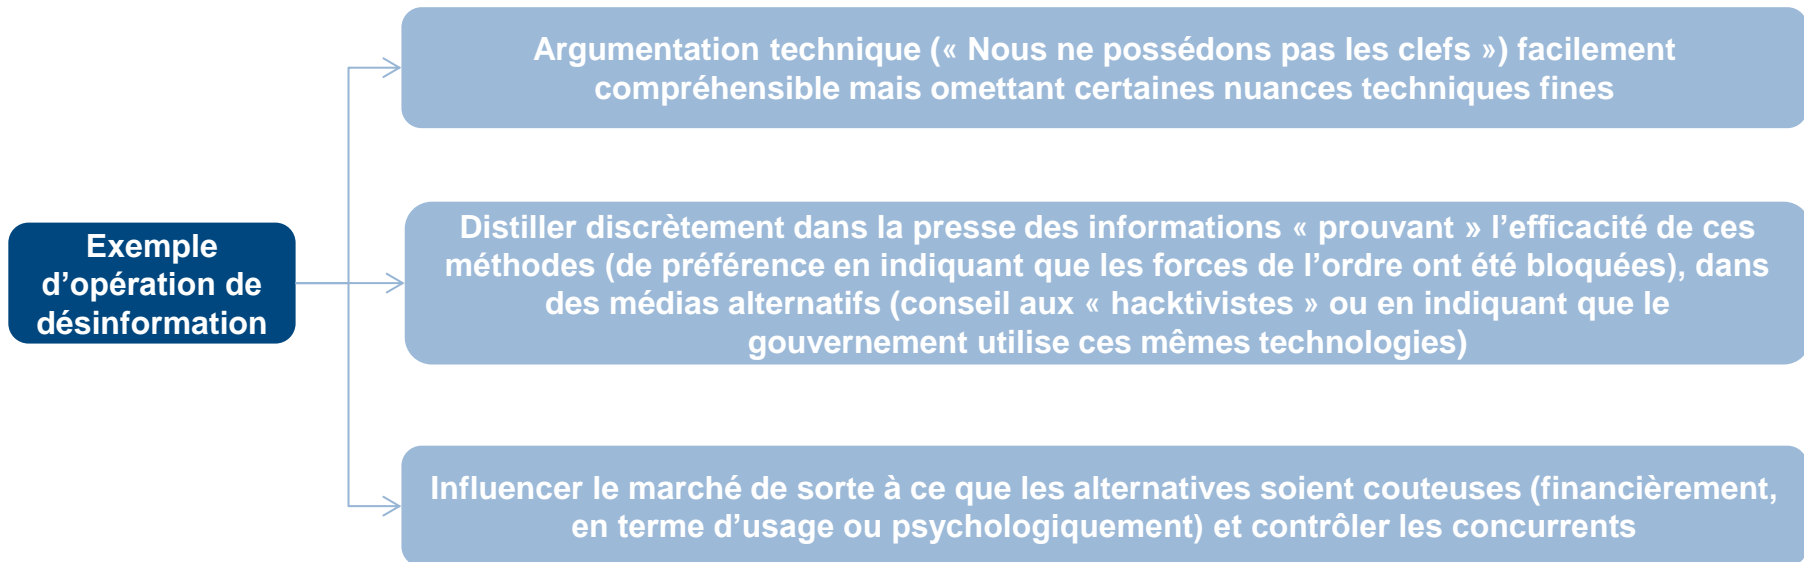 Argumentation technique (« Nous ne possédons pas les clefs ») facilement
compréhensible mais omettant certaines nuances techniques fines
Exemple
d’opération de
désinformation
Distiller discrètement dans la presse des informations « prouvant » l’efficacité de ces
méthodes (de préférence en indiquant que les forces de l’ordre ont été bloquées), dans
des médias alternatifs (conseil aux « hacktivistes » ou en indiquant que le
gouvernement utilise ces mêmes technologies)
Influencer le marché de sorte à ce que les alternatives soient couteuses (financièrement,
en terme d’usage ou psychologiquement) et contrôler les concurrents